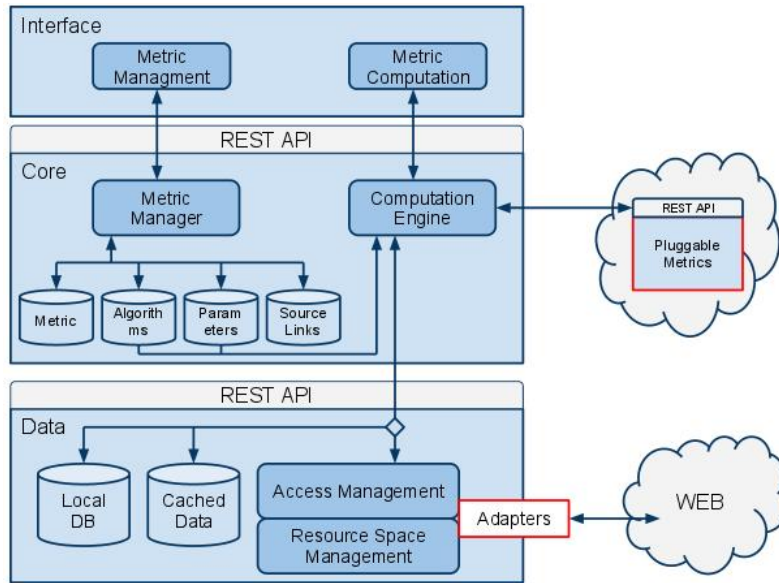 Interface
Metric
Managment
Metric
Computation
REST API
Core
Metric
Manager
Computation
Engine
REST API
Pluggable
Metrics
Metric
Algorith
ms
Param
eters
Source
Links
REST API
Data
Local
DB
Cached
Data
Access Management
Resource Space
Management
Adapters
WEB